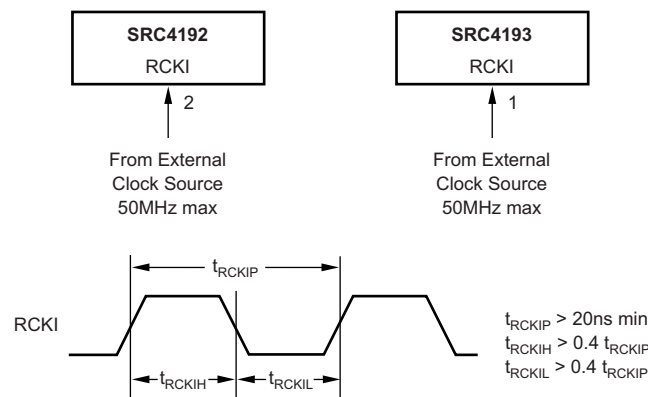 SRC4192
RCKI
2
From External
Clock Source
50MHz max
SRC4193
RCKI
1
From External
Clock Source
50MHz max
tRCKIP
RCKI
tRCKIH
tRCKIL
tRCKIP > 20ns min
tRCKIH > 0.4 tRCKIP
tRCKIL > 0.4 tRCKIP